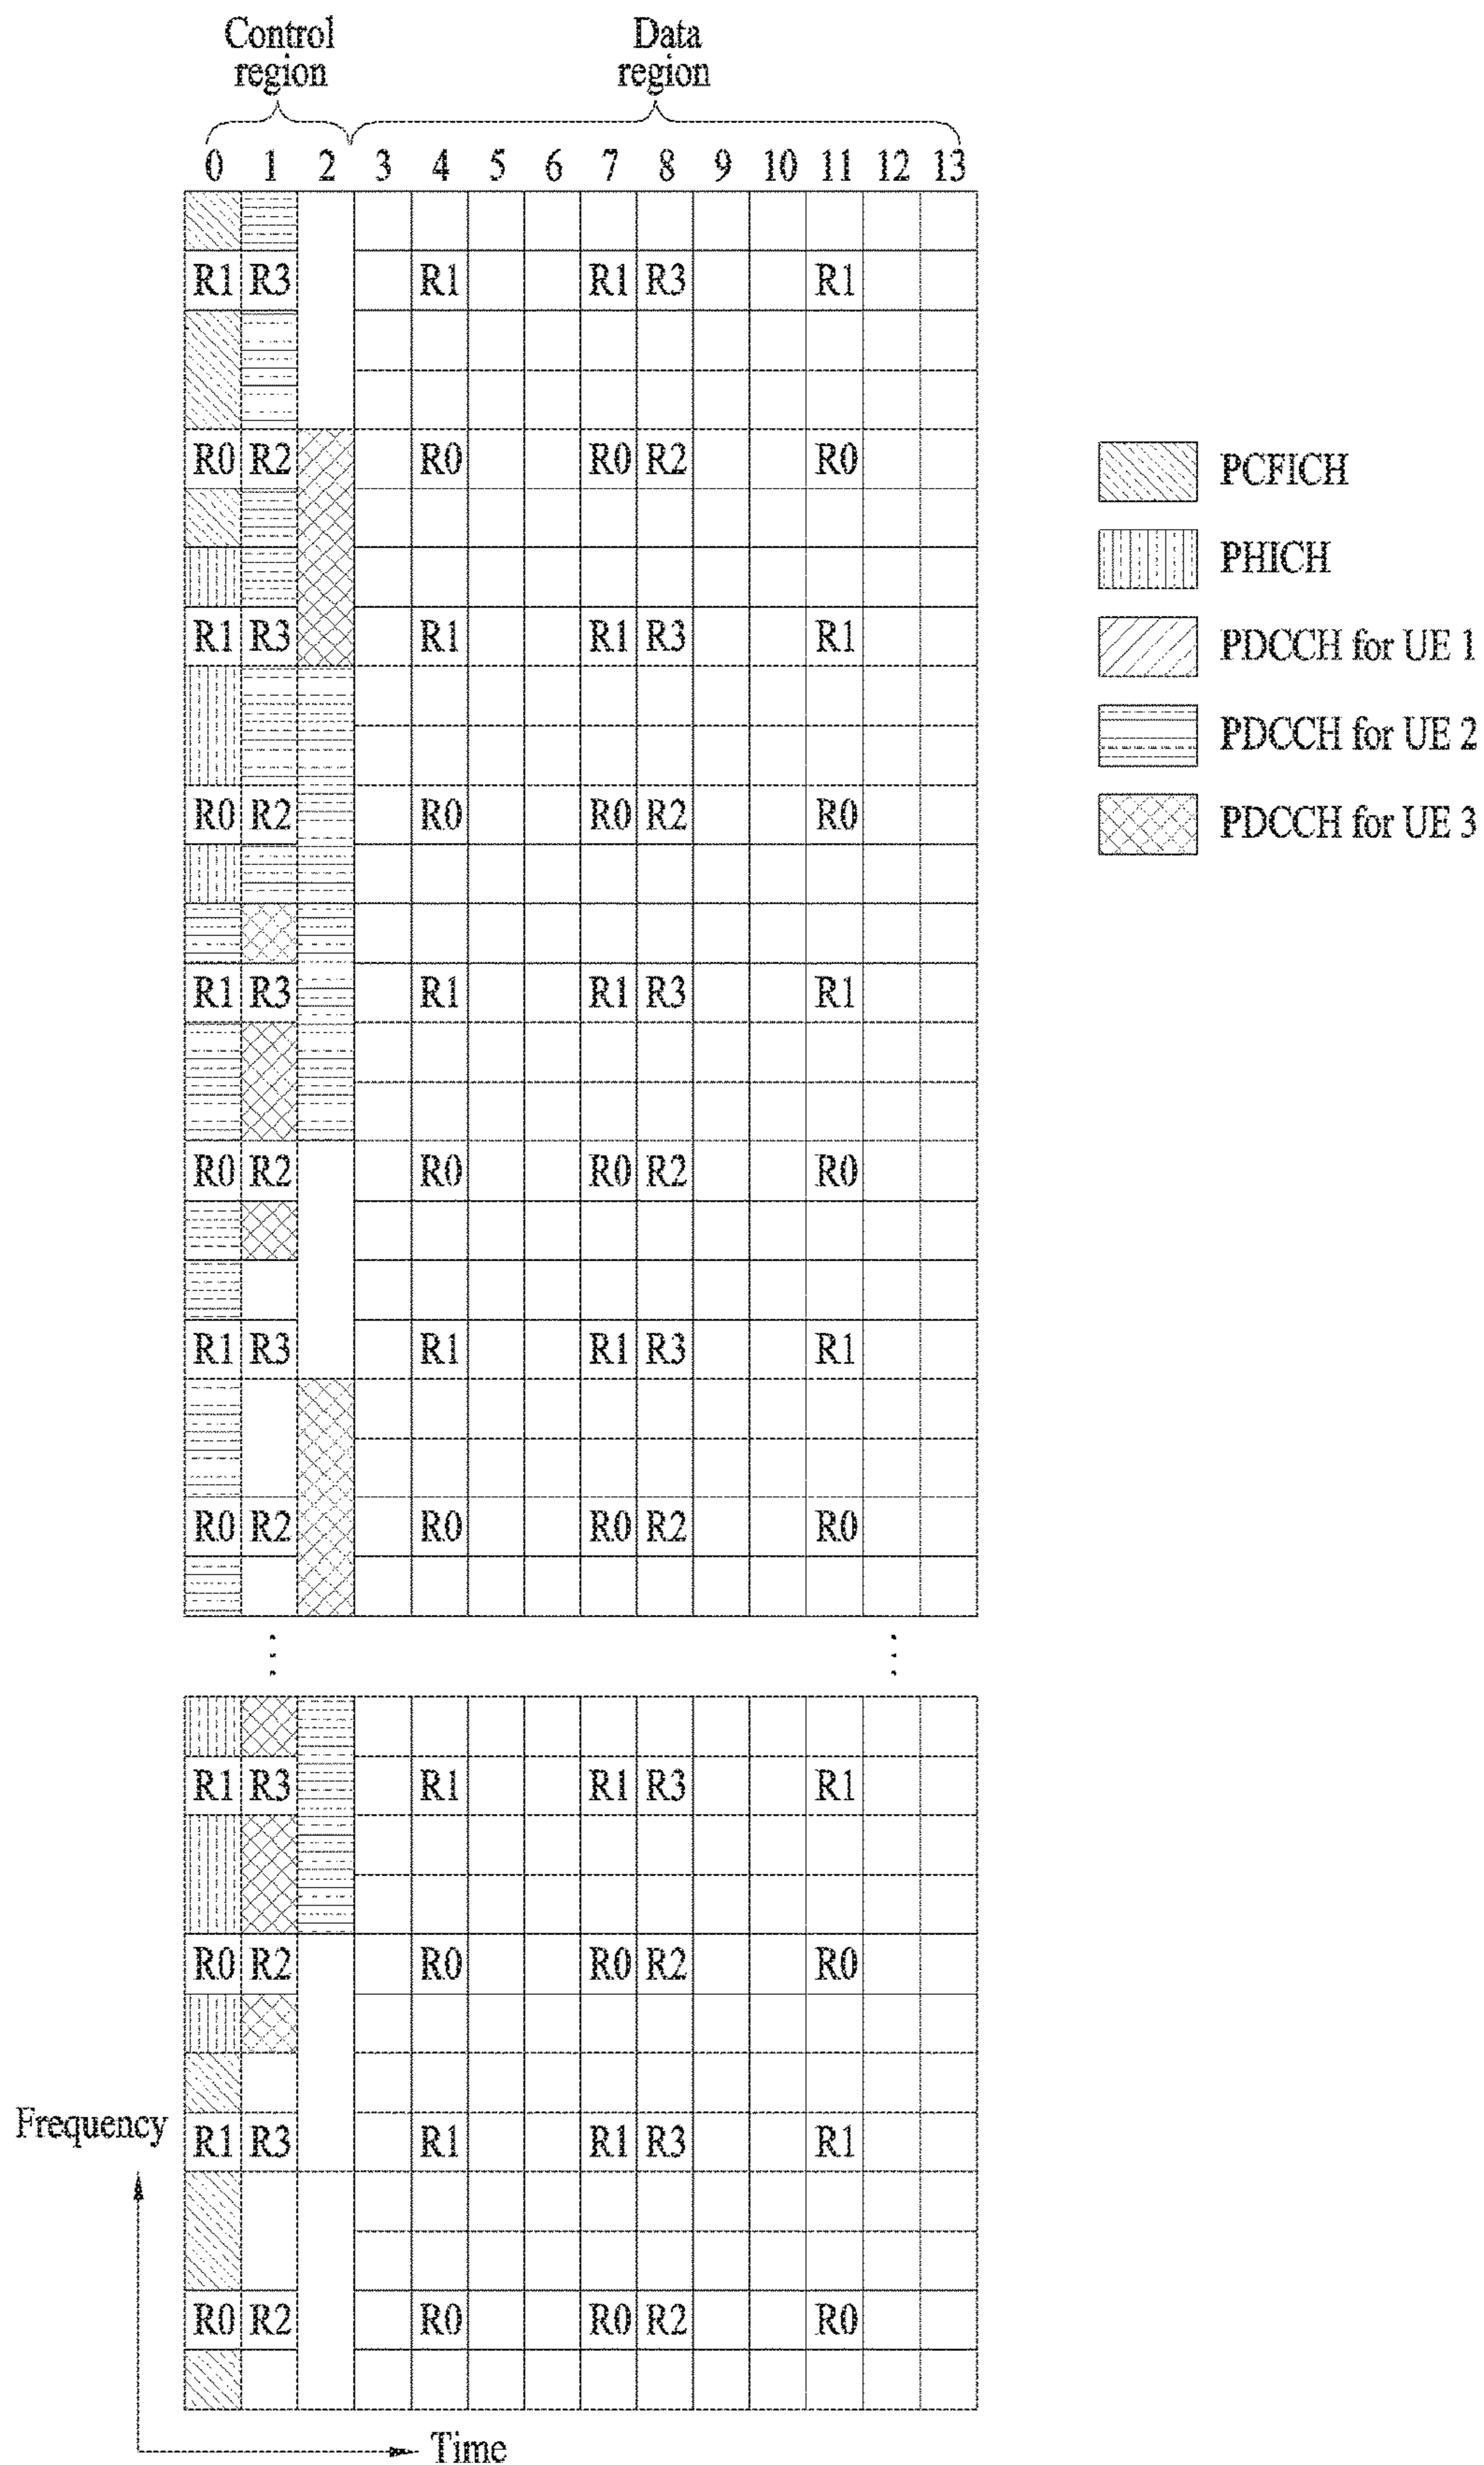 Control region
Data region
0 1 2 3 4 5 6 7 8 9 10 11 12 13
R1 R3 R1 R1 R3 R1
R0 R2 R0 R0 R2 R0
PCFICH
PHICH
R1 R3 R1 R1 R3 R1
PDCCH for UE 1
PDCCH for UE 2
R0 R2 R0 R0 R2 R0
PDCCH for UE 3
R1 R3 R1 R1 R3 R1
R0 R2 R0 R0 R2 R0
R1 R3 R1 R1 R3 R1
R0 R2 R0 R0 R2 R0
R1 R3 R1 R1 R3 R1
R0 R2 R0 R0 R2 R0
Frequency
R1 R3 R1 R1 R3 R1
R0 R2 R0 R0 R2 R0
Time